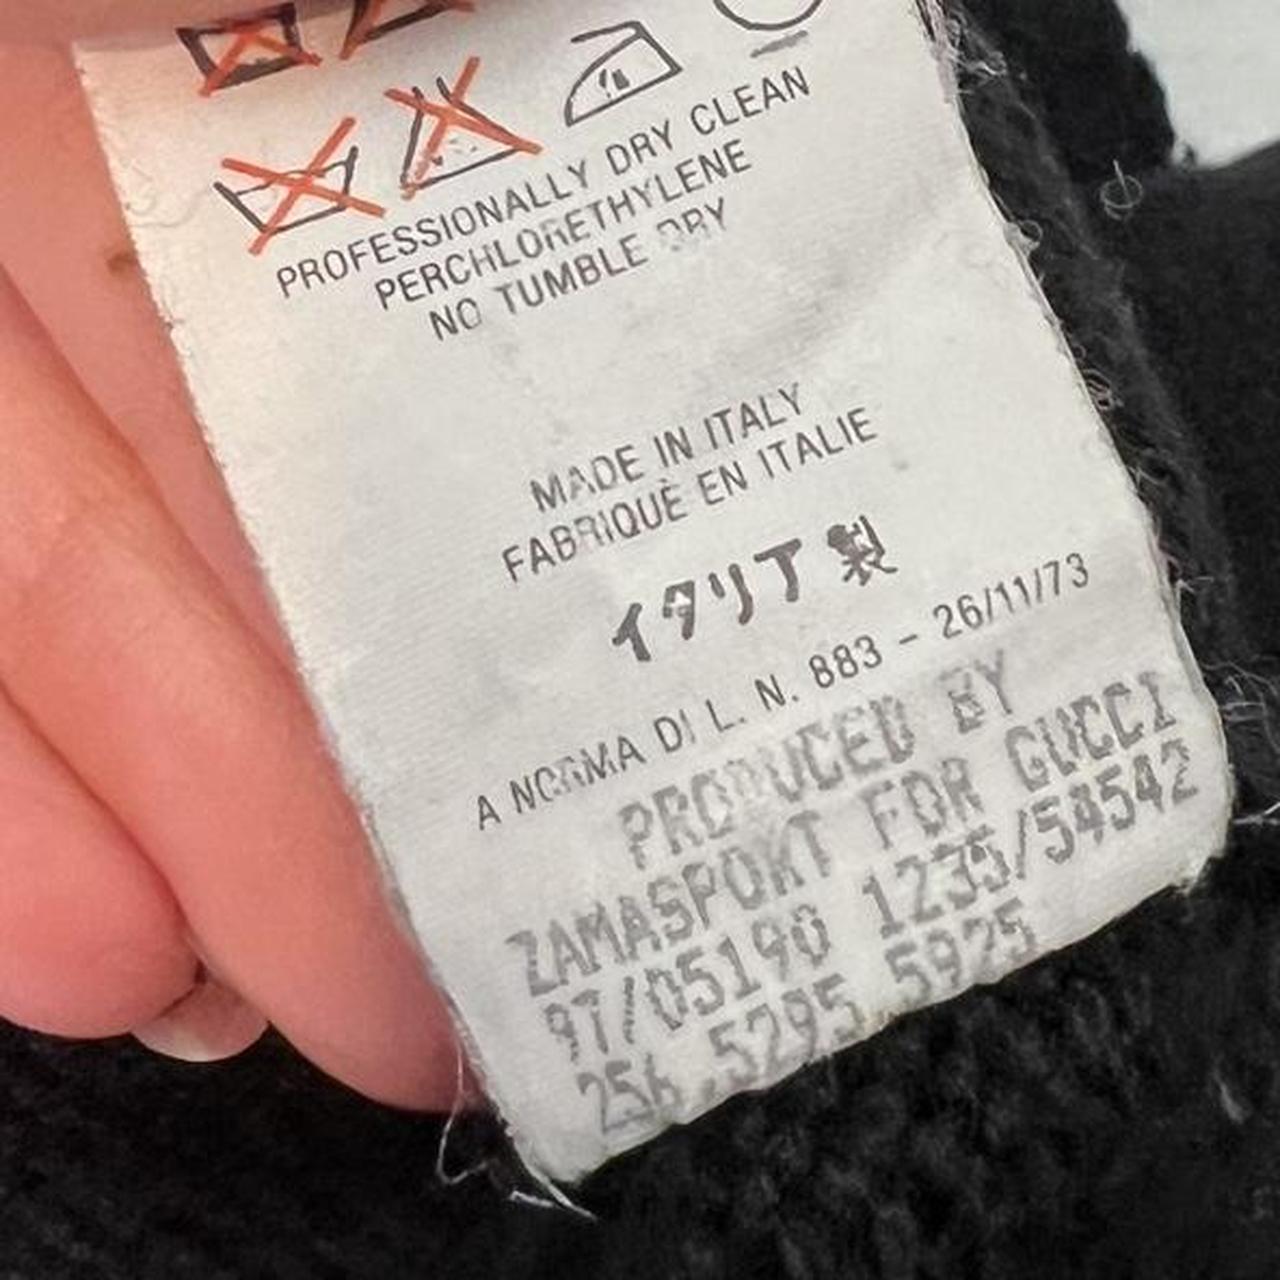 PROFESSIONALLY DRY CLEAN
PERCHLORETHYLENE
NO TUMBLE DRY
MADE IN ITALY
FABRIQUÈ EN ITALIE
イタリア製
A NORMA DI L. N. 883 - 26/11/73
PRODUCED BY
ZAMASPORT FOR GUCCI
97/05190 1235/54542
256.5295.5925